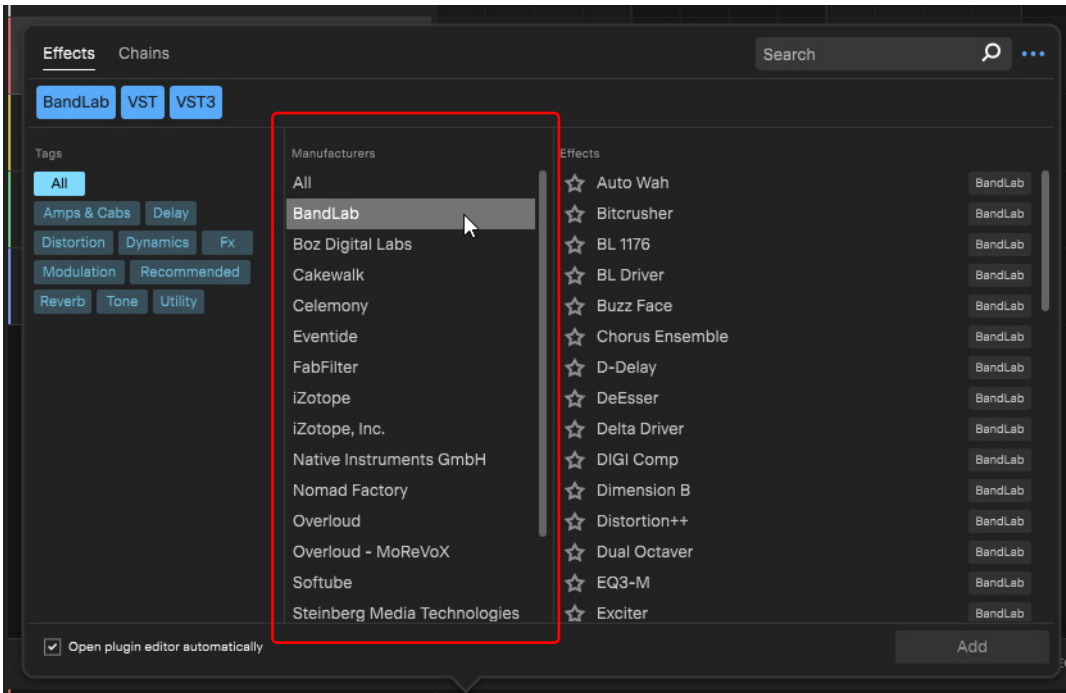 Effects Chains Search
BandLab VST VST3
Tags
All
Amps & Cabs Delay
Distortion Dynamics Fx
Modulation Recommended
Reverb Tone Utility
Manufacturers
All
BandLab
Boz Digital Labs
Cakewalk
Celemony
Eventide
FabFilter
iZotope
iZotope, Inc.
Native Instruments GmbH
Nomad Factory
Overloud
Overloud - MoReVoX
Softube
Steinberg Media Technologies
Effects
Auto Wah BandLab
Bitcrusher BandLab
BL 1176 BandLab
BL Driver BandLab
Buzz Face BandLab
Chorus Ensemble BandLab
D-Delay BandLab
DeEsser BandLab
Delta Driver BandLab
DIGI Comp BandLab
Dimension B BandLab
Distortion++ BandLab
Dual Octaver BandLab
EQ3-M BandLab
Exciter BandLab
Open plugin editor automatically Add